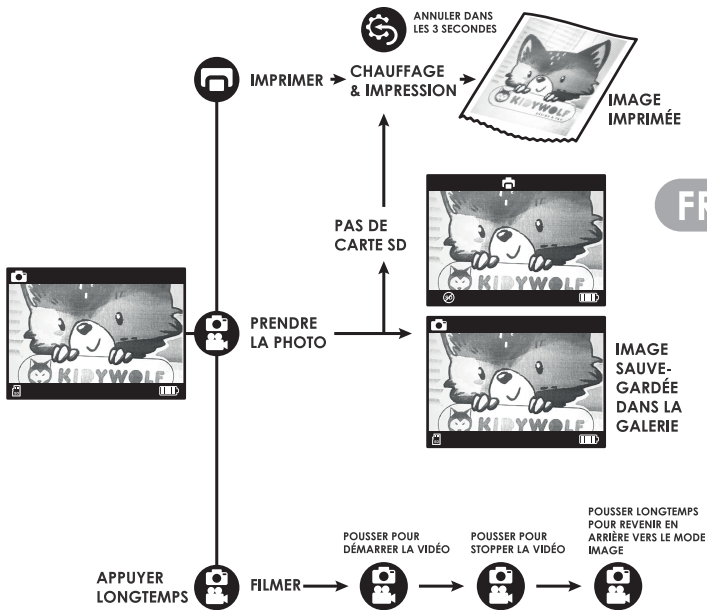 ANNULER DANS
LES 3 SECONDES
IMPRIMER
CHAUFFAGE
& IMPRESSION
IMAGE
IMPRIMÉE
KIDYWOLF
FR
PAS DE
CARTE SD
KIDYWOLF
KIDYWOLF
PRENDRE
LA PHOTO
IMAGE
SAUVE-
GARDÉE
DANS LA
GALERIE
KIDYWOLF
POUSSER POUR
DÉMARRER LA VIDÉO
POUSSER POUR
STOPPER LA VIDÉO
POUSSER LONGTEMPS
POUR REVENIR EN
ARRIÈRE VERS LE MODE
IMAGE
APPUYER
LONGTEMPS
FILMER